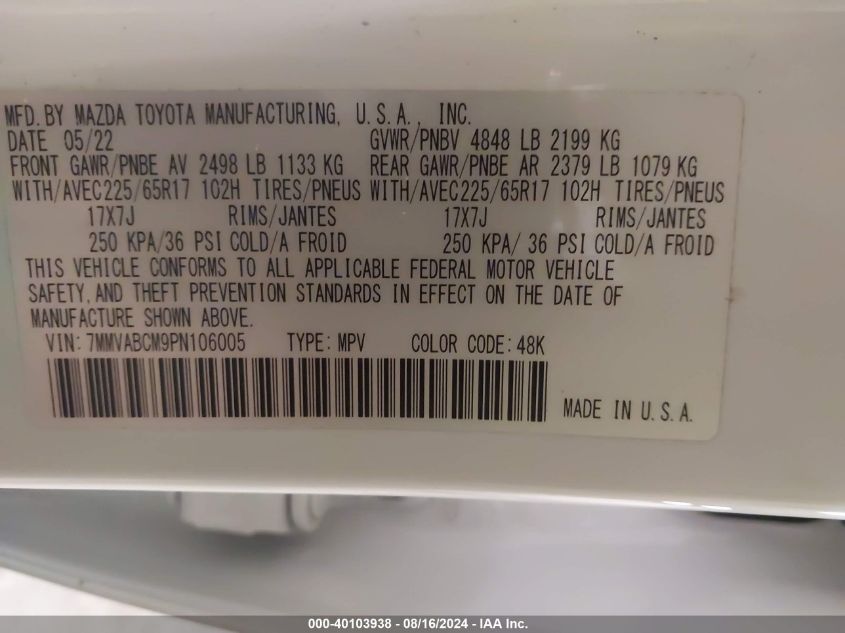 MFD. BY MAZDA TOYOTA MANUFACTURING, U.S.A., INC.
DATE 05/22 GVWR/PNBV 4848 LB 2199 KG
FRONT GAWR/PNBE AV 2498 LB 1133 KG REAR GAWR/PNBE AR 2379 LB 1079 KG
WITH/AVEC225/65R17 102H TIRES/PNEUS WITH/AVEC225/65R17 102H TIRES/PNEUS
17X7J RIMS/JANTES 17X7J RIMS/JANTES
250 KPA/36 PSI COLD/A FROID 250 KPA/ 36 PSI COLD/A FROID
THIS VEHICLE CONFORMS TO ALL APPLICABLE FEDERAL MOTOR VEHICLE
SAFETY, AND THEFT PREVENTION STANDARDS IN EFFECT ON THE DATE OF
MANUFACTURE SHOWN ABOVE.
VIN: 7MMVABCM9PN106005 TYPE: MPV COLOR CODE: 48K
MADE IN U.S.A.
000-40103938 - 08/16/2024 - IAA Inc.